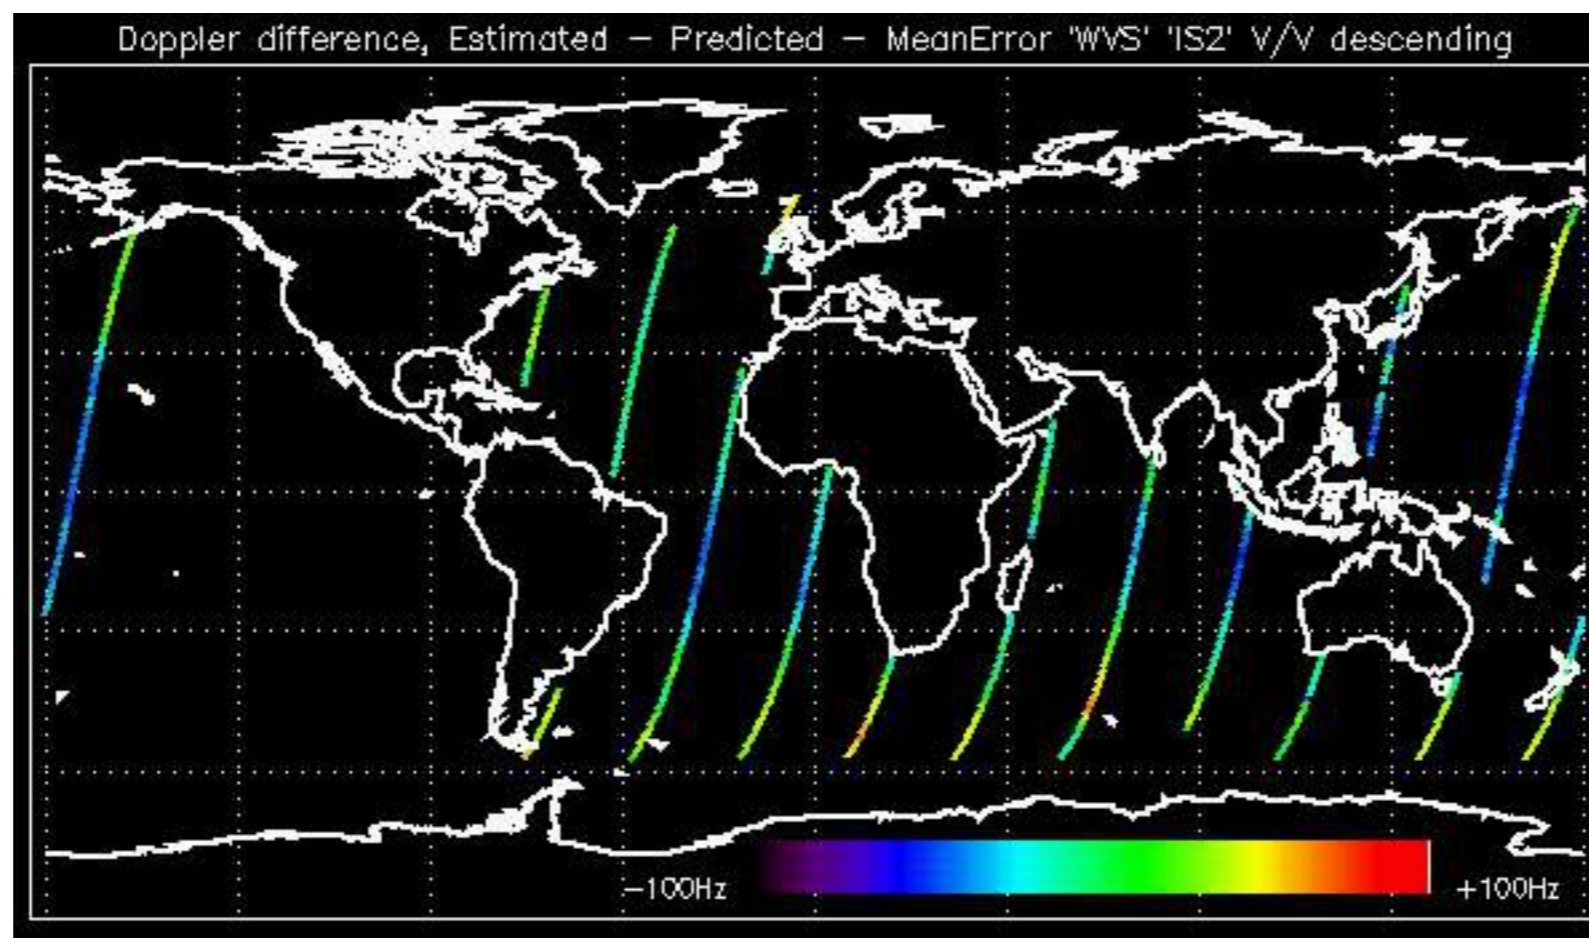 Doppler difference, Estimated – Predicted – MeanError 'WVS' 'IS2' V/V descending
–100Hz
+100Hz